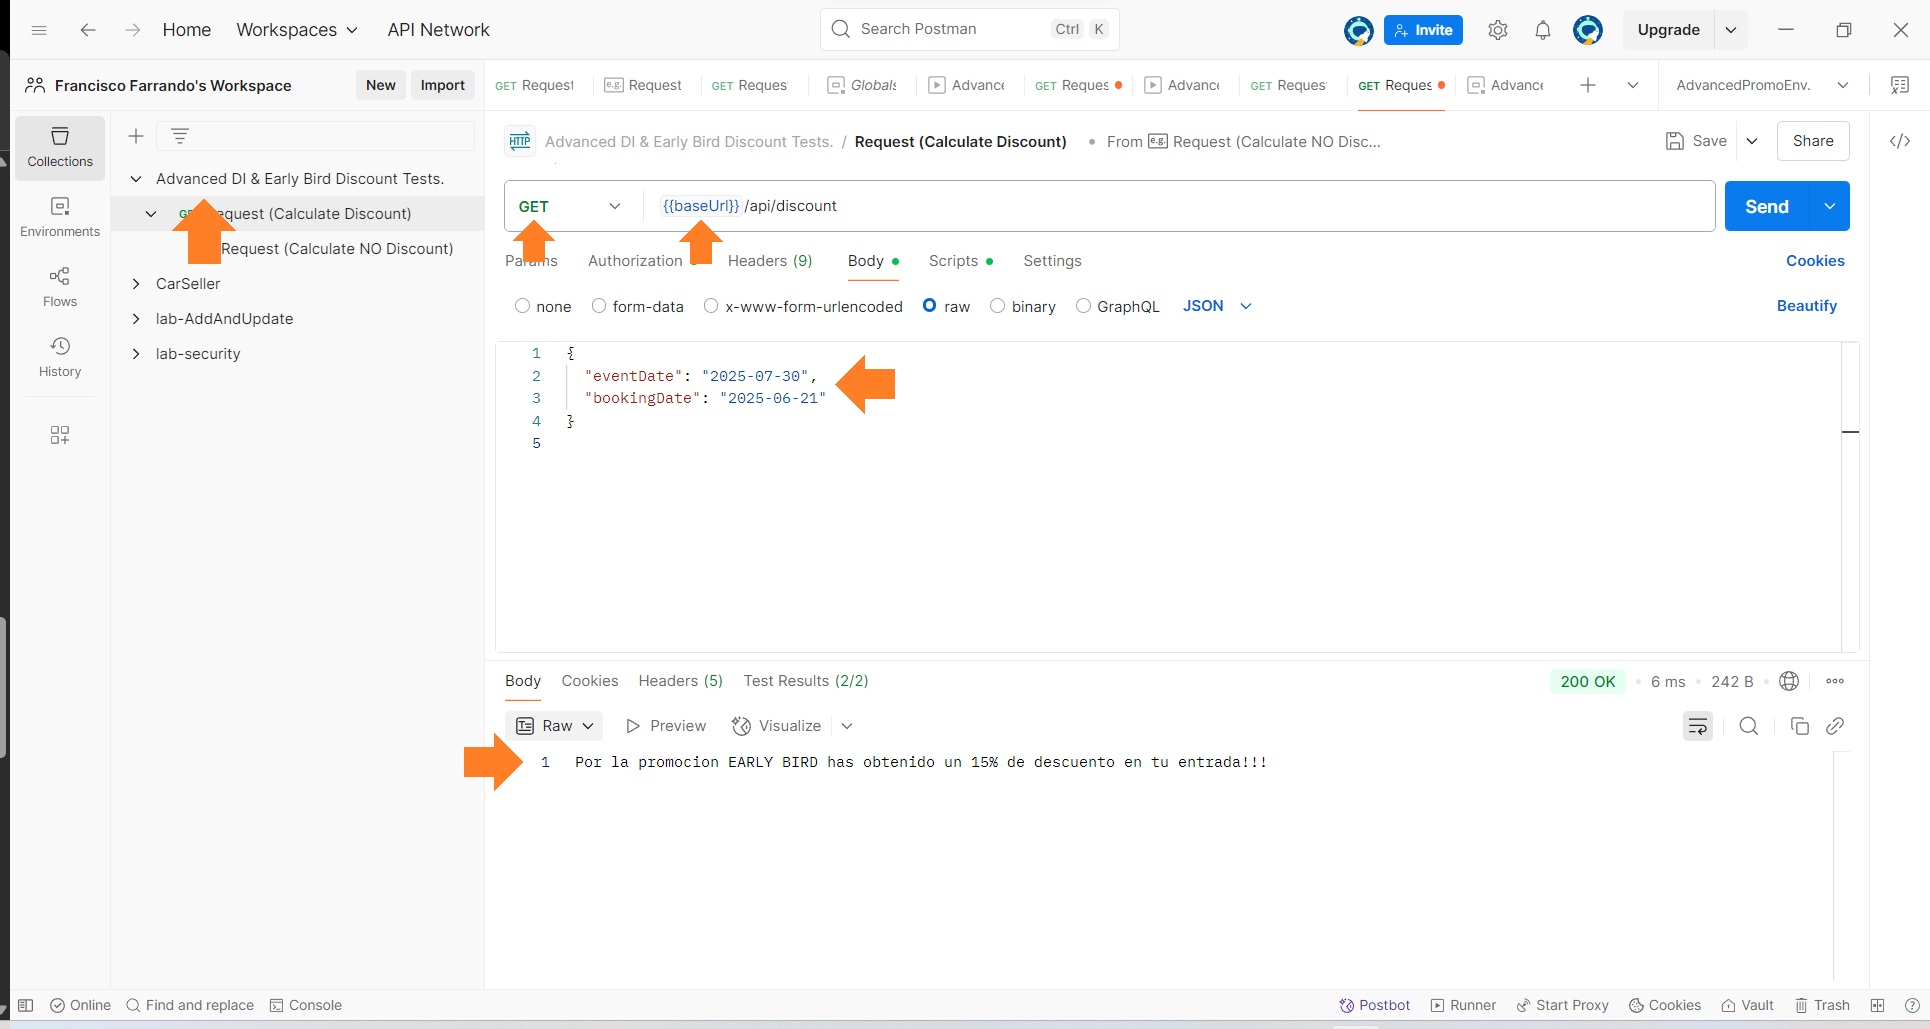 Home Workspaces API Network Search Postman Ctrl K Invite Upgrade
Francisco Farrando's Workspace New Import GET Request Request GET Reques Globals Advance GET Reques Advance GET Reques GET Reques Advance AdvancedPromoEnv.
Collections
Environments
Flows
History
Advanced DI & Early Bird Discount Tests.
Request (Calculate Discount)
Request (Calculate NO Discount)
CarSeller
lab-AddAndUpdate
lab-security
HTTP Advanced DI & Early Bird Discount Tests. / Request (Calculate Discount) • From e.g. Request (Calculate NO Disc... Save Share
GET {{baseUrl}} /api/discount Send
Params Authorization Headers (9) Body Scripts Settings Cookies
none form-data x-www-form-urlencoded raw binary GraphQL JSON Beautify
1 {
2 "eventDate": "2025-07-30",
3 "bookingDate": "2025-06-21"
4 }
5
Body Cookies Headers (5) Test Results (2/2) 200 OK • 6 ms • 242 B
Raw Preview Visualize
1 Por la promocion EARLY BIRD has obtenido un 15% de descuento en tu entrada!!!
Online Find and replace Console Postbot Runner Start Proxy Cookies Vault Trash